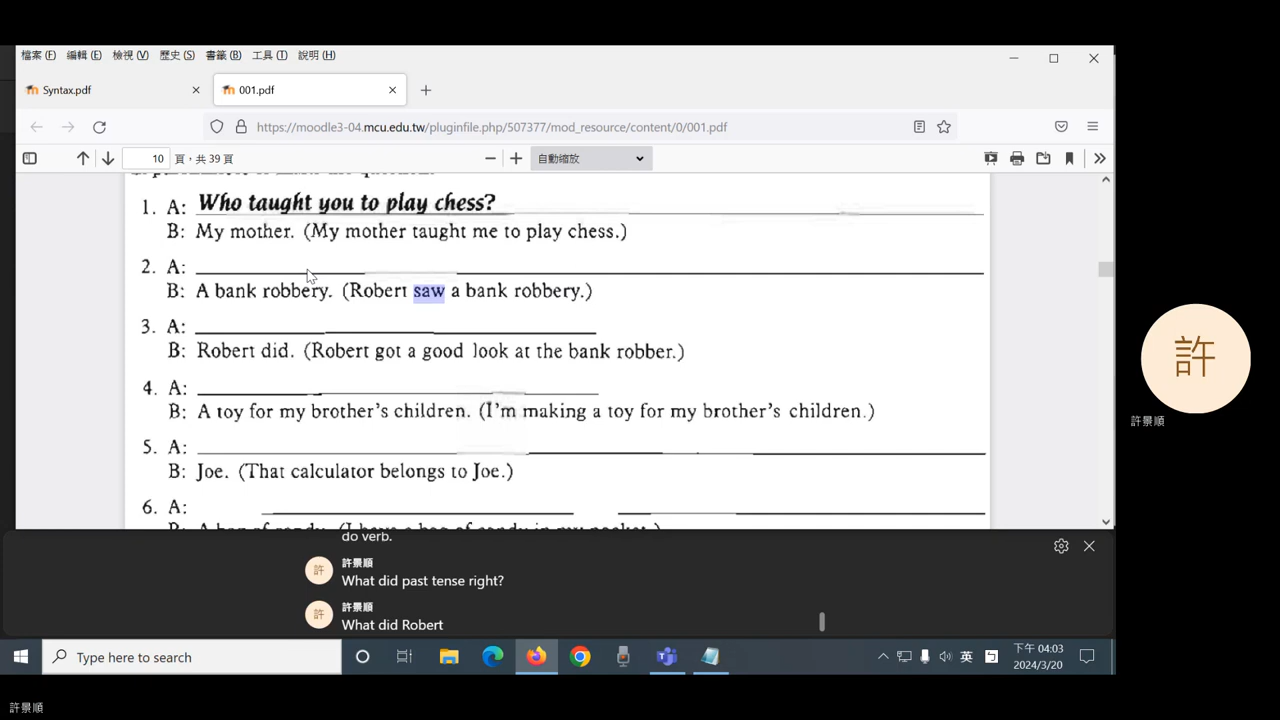 檔案 (F) 編輯 (E) 檢視 (V) 歷史 (S) 書籤 (B) 工具 (T) 說明 (H)
Syntax.pdf 001.pdf
https://moodle3-04.mcu.edu.tw/pluginfile.php/507377/mod_resource/content/0/001.pdf
10 頁，共 39 頁 自動縮放
1. A: Who taught you to play chess?
B: My mother. (My mother taught me to play chess.)
2. A:
B: A bank robbery. (Robert saw a bank robbery.)
3. A:
B: Robert did. (Robert got a good look at the bank robber.)
4. A:
B: A toy for my brother's children. (I'm making a toy for my brother's children.)
5. A:
B: Joe. (That calculator belongs to Joe.)
6. A:
許
許景順
do verb.
許 許景順
What did past tense right?
許 許景順
What did Robert
Type here to search
英
下午 04:03
2024/3/20
許景順